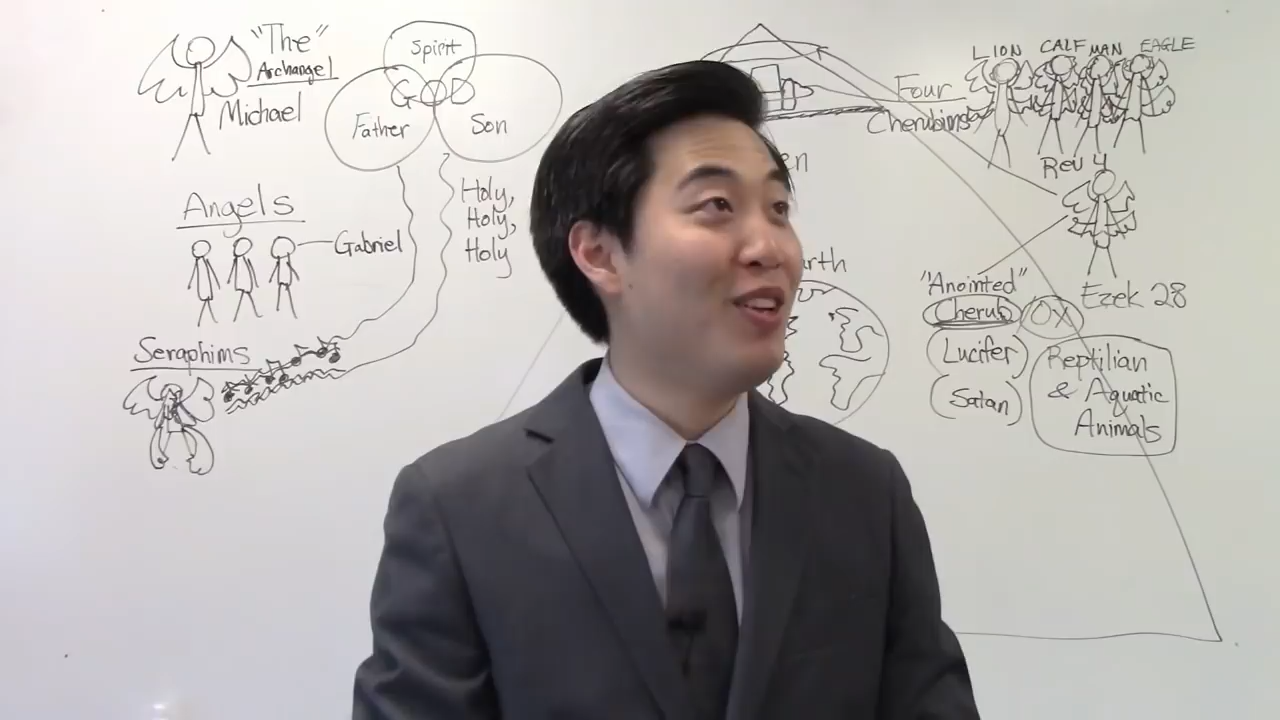 "The"
Archangel
Michael
Spirit
GOD
Father
Son
Holy,
Holy,
Holy
Angels
Gabriel
Seraphims
Four
Cherubims
LION
CALF
MAN
EAGLE
Rev 4
"Anointed"
Cherub
OX
Ezek 28
Lucifer
(Satan)
Reptilian
& Aquatic
Animals